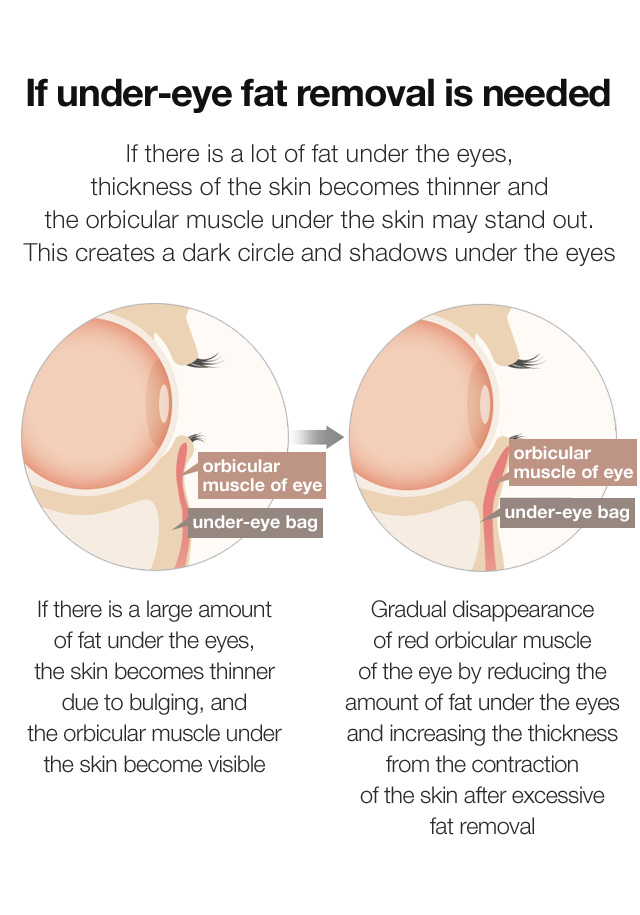 If under-eye fat removal is needed
If there is a lot of fat under the eyes,
thickness of the skin becomes thinner and
the orbicular muscle under the skin may stand out.
This creates a dark circle and shadows under the eyes
orbicular
muscle of eye
under-eye bag
orbicular
muscle of eye
under-eye bag
If there is a large amount
of fat under the eyes,
the skin becomes thinner
due to bulging, and
the orbicular muscle under
the skin become visible
Gradual disappearance
of red orbicular muscle
of the eye by reducing the
amount of fat under the eyes
and increasing the thickness
from the contraction
of the skin after excessive
fat removal